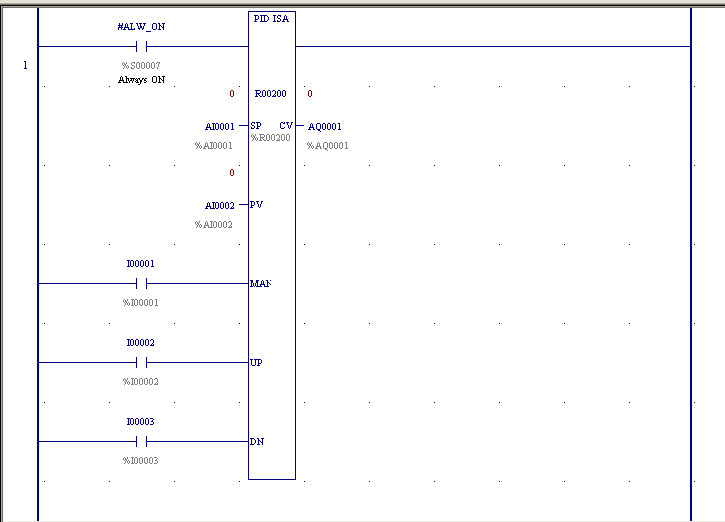 PID ISA
#ALW_ON
1
%S00007
Always ON
0 R00200 0
AI0001 SP CV AQ0001
%AI0001 %R00200 %AQ0001
0
AI0002 PV
%AI0002
I00001
MAN
%I00001
I00002
UP
%I00002
I00003
DN
%I00003